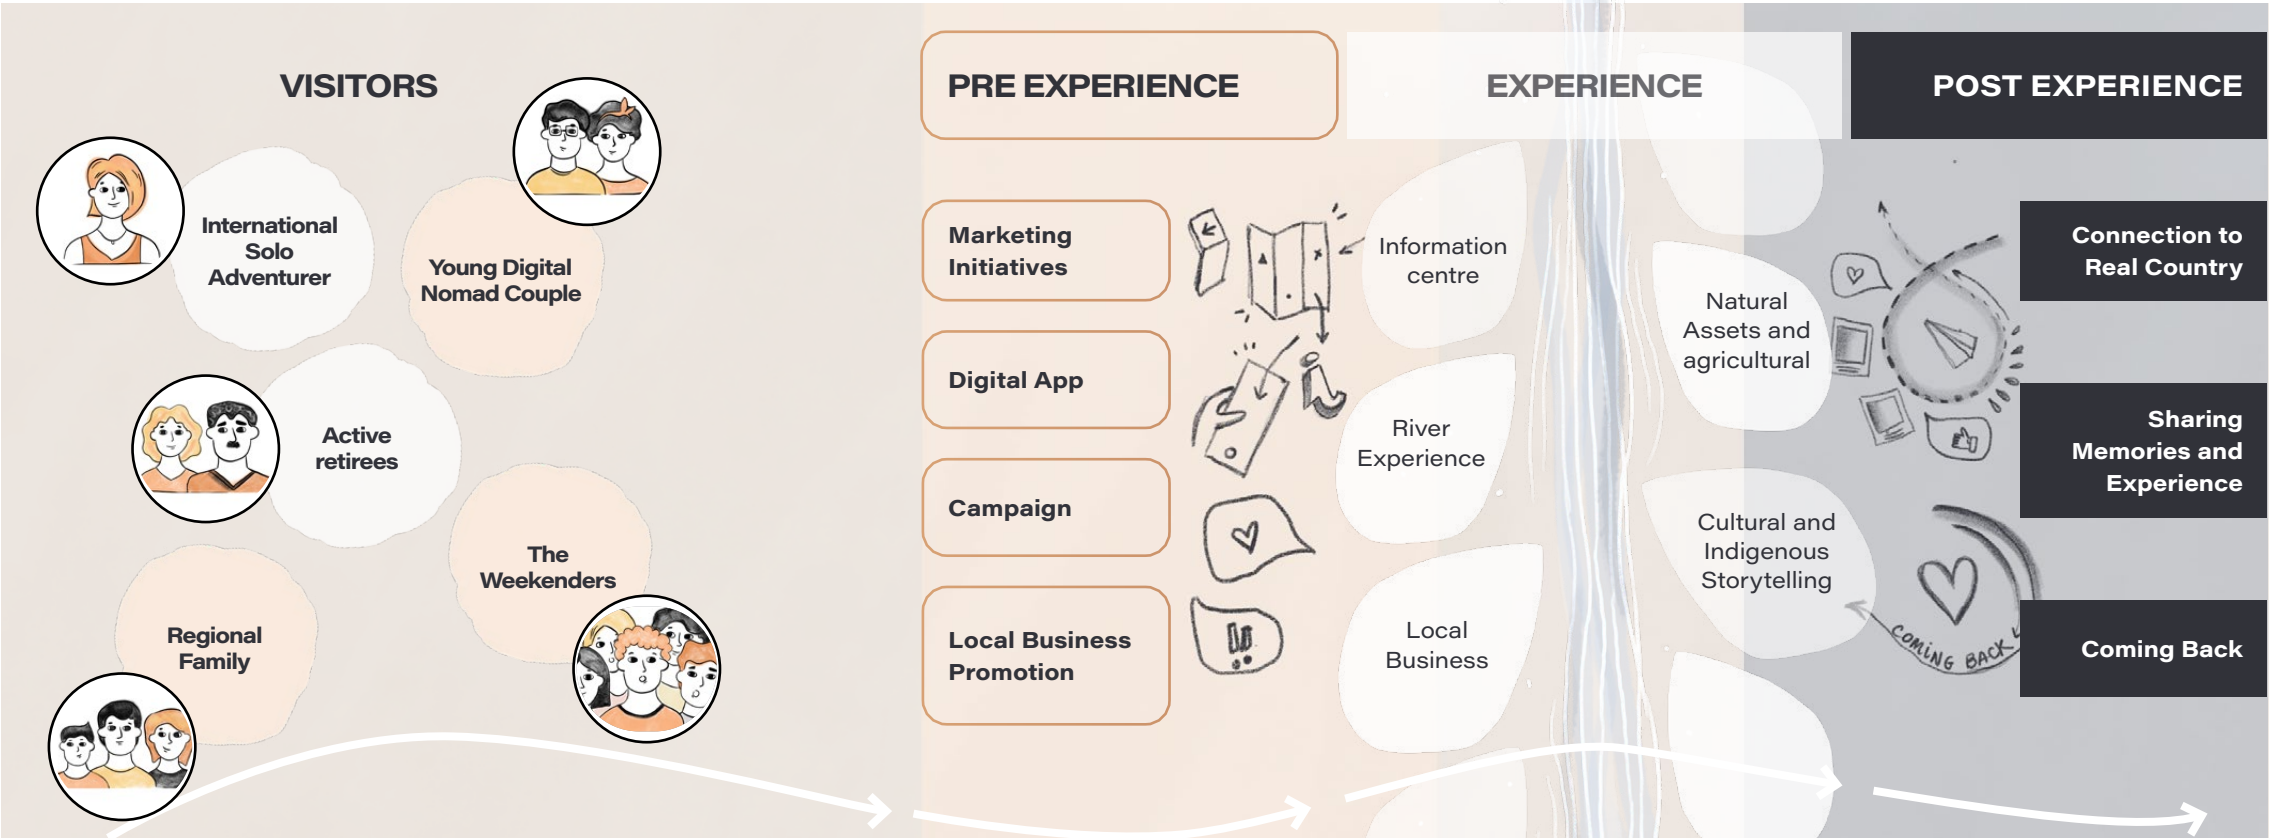 VISITORS
International
Solo
Adventurer
Young Digital
Nomad Couple
Active
retirees
The
Weekenders
Regional
Family
PRE EXPERIENCE
Marketing
Initiatives
Digital App
Campaign
Local Business
Promotion
EXPERIENCE
Information
centre
River
Experience
Local
Business
Natural
Assets and
agricultural
Cultural and
Indigenous
Storytelling
POST EXPERIENCE
Connection to
Real Country
Sharing
Memories and
Experience
COMING BACK
Coming Back